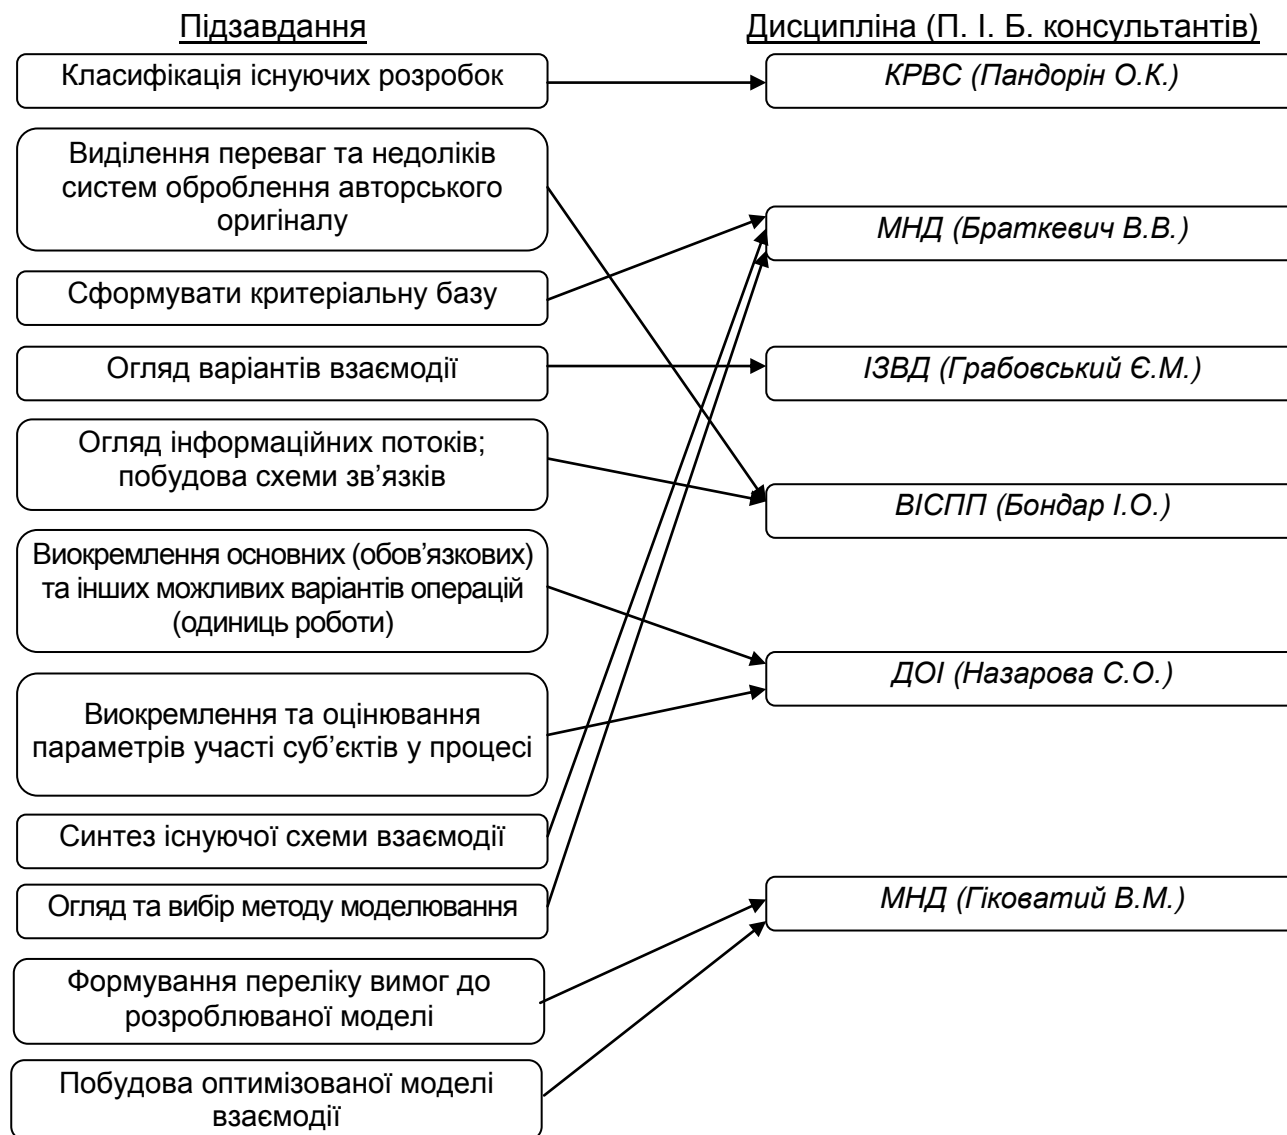 Підзавдання
Дисципліна (П. І. Б. консультантів)
Класифікація існуючих розробок
КРВС (Пандорін О.К.)
Виділення переваг та недоліків
систем оброблення авторського
оригіналу
МНД (Браткевич В.В.)
Сформувати критеріальну базу
Огляд варіантів взаємодії
ІЗВД (Грабовський Є.М.)
Огляд інформаційних потоків;
побудова схеми зв’язків
ВІСПП (Бондар І.О.)
Виокремлення основних (обов’язкових)
та інших можливих варіантів операцій
(одиниць роботи)
ДОІ (Назарова С.О.)
Виокремлення та оцінювання
параметрів участі суб’єктів у процесі
Синтез існуючої схеми взаємодії
Огляд та вибір методу моделювання
МНД (Гіковатий В.М.)
Формування переліку вимог до
розроблюваної моделі
Побудова оптимізованої моделі
взаємодії